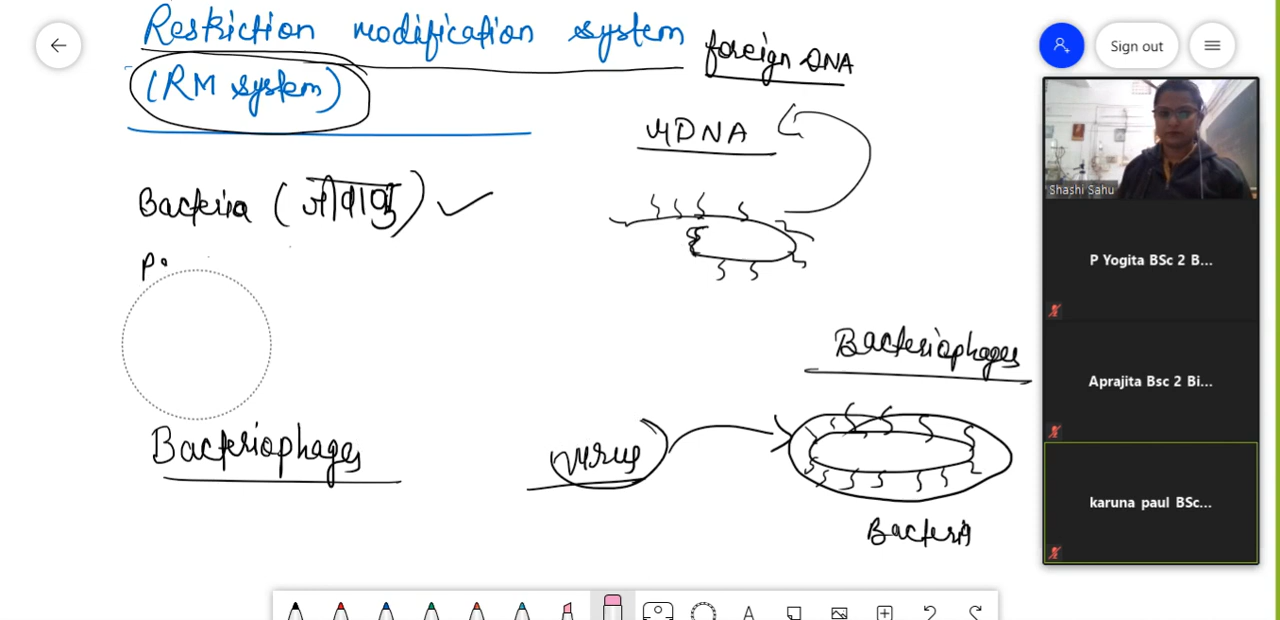 Restriction modification system
(RM system)
foreign DNA
rDNA
Bacteria (जीवाणु)
Bacteriophages
Bacteriophages
virus
Bacteria
Sign out
Shashi Sahu
P Yogita BSc 2 B...
Aprajita Bsc 2 Bi...
karuna paul BSc...
A